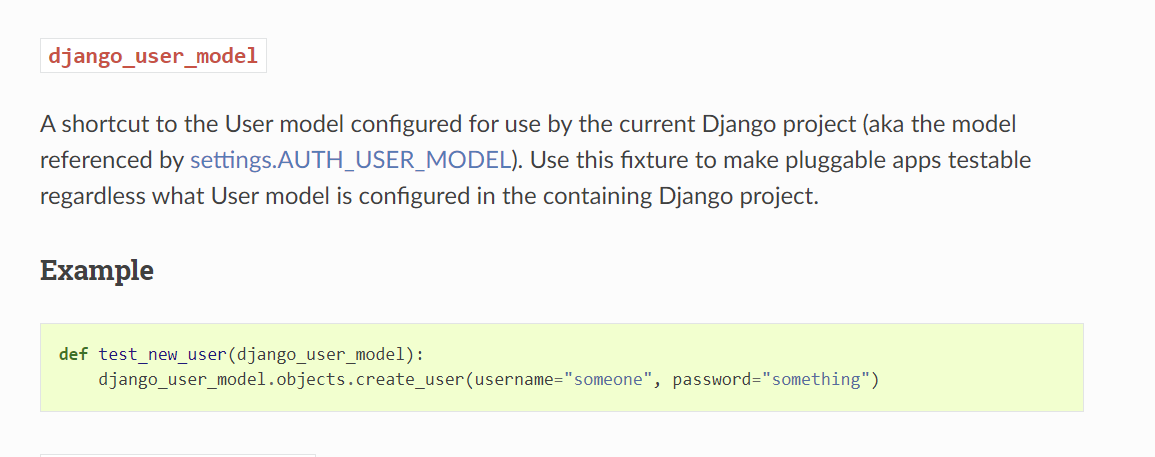 django_user_model
A shortcut to the User model configured for use by the current Django project (aka the model
referenced by settings.AUTH_USER_MODEL). Use this fixture to make pluggable apps testable
regardless what User model is configured in the containing Django project.
Example
def test_new_user(django_user_model):
    django_user_model.objects.create_user(username="someone", password="something")